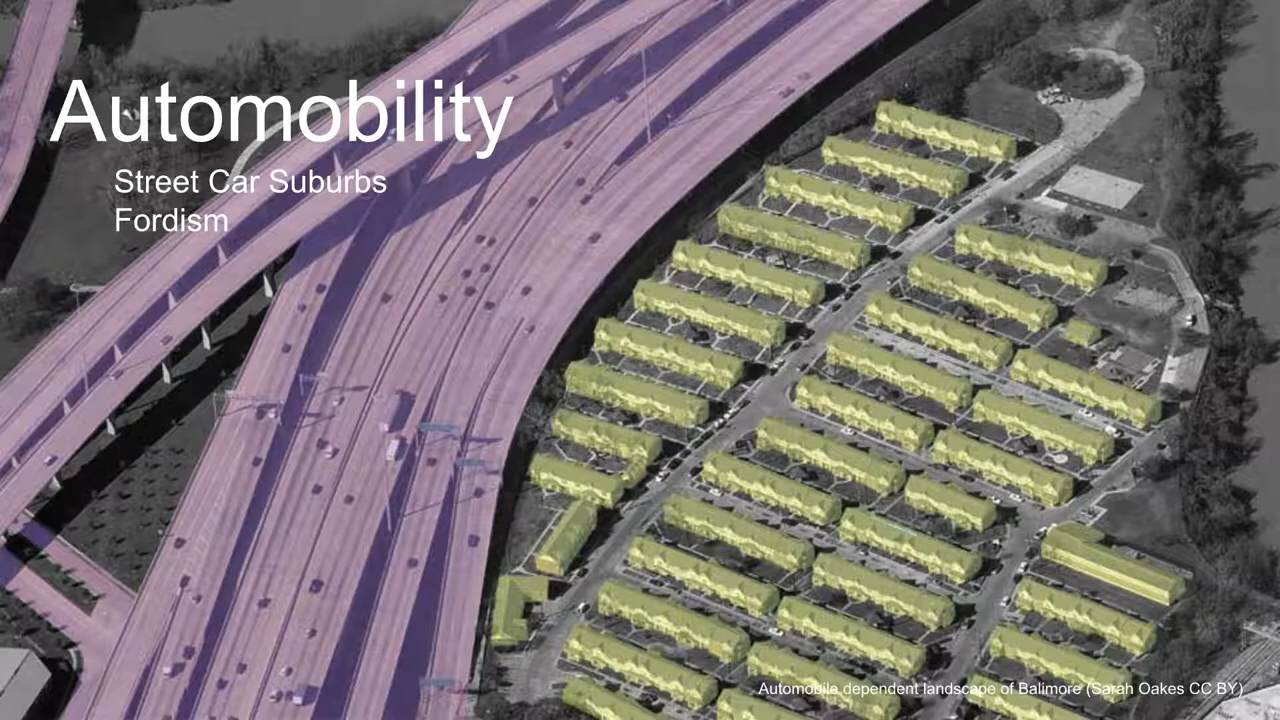 Automobility
Street Car Suburbs
Fordism
Automobile dependent landscape of Balimore (Sarah Oakes CC BY)